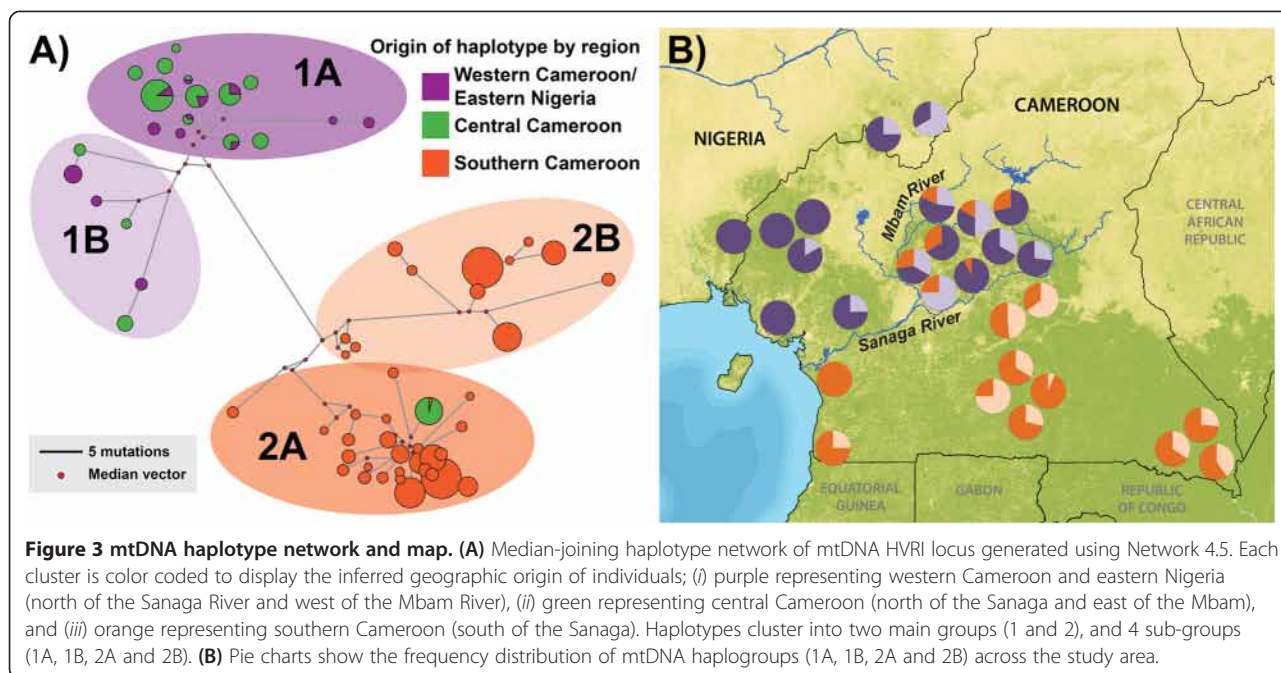 A)
Origin of haplotype by region
Western Cameroon/
Eastern Nigeria
Central Cameroon
Southern Cameroon
1A
1B
2B
2A
5 mutations
Median vector
B)
NIGERIA
CAMEROON
Mbam River
Sanaga River
CENTRAL
AFRICAN
REPUBLIC
EQUATORIAL
GUINEA
GABON
REPUBLIC
OF CONGO
Figure 3 mtDNA haplotype network and map. (A) Median-joining haplotype network of mtDNA HVRI locus generated using Network 4.5. Each
cluster is color coded to display the inferred geographic origin of individuals; (i) purple representing western Cameroon and eastern Nigeria
(north of the Sanaga River and west of the Mbam River), (ii) green representing central Cameroon (north of the Sanaga and east of the Mbam),
and (iii) orange representing southern Cameroon (south of the Sanaga). Haplotypes cluster into two main groups (1 and 2), and 4 sub-groups
(1A, 1B, 2A and 2B). (B) Pie charts show the frequency distribution of mtDNA haplogroups (1A, 1B, 2A and 2B) across the study area.